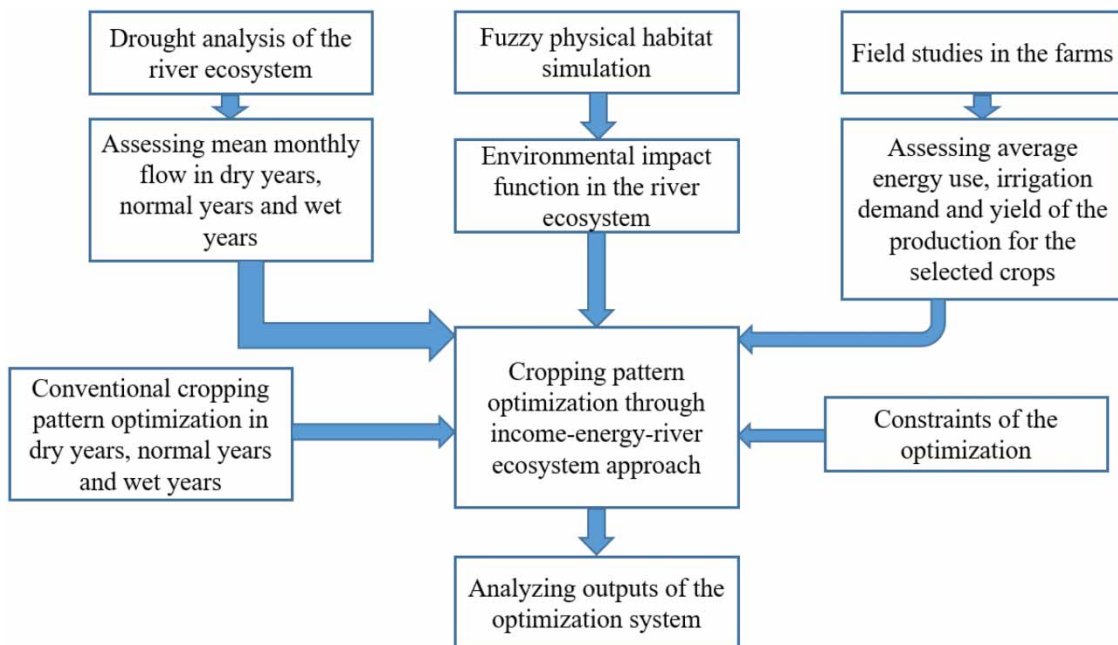 Drought analysis of the
river ecosystem
Fuzzy physical habitat
simulation
Field studies in the farms
Assessing mean monthly
flow in dry years,
normal years and wet
years
Environmental impact
function in the river
ecosystem
Assessing average
energy use, irrigation
demand and yield of the
production for the
selected crops
Conventional cropping
pattern optimization in
dry years, normal years
and wet years
Cropping pattern
optimization through
income-energy-river
ecosystem approach
Constraints of the
optimization
Analyzing outputs of the
optimization system